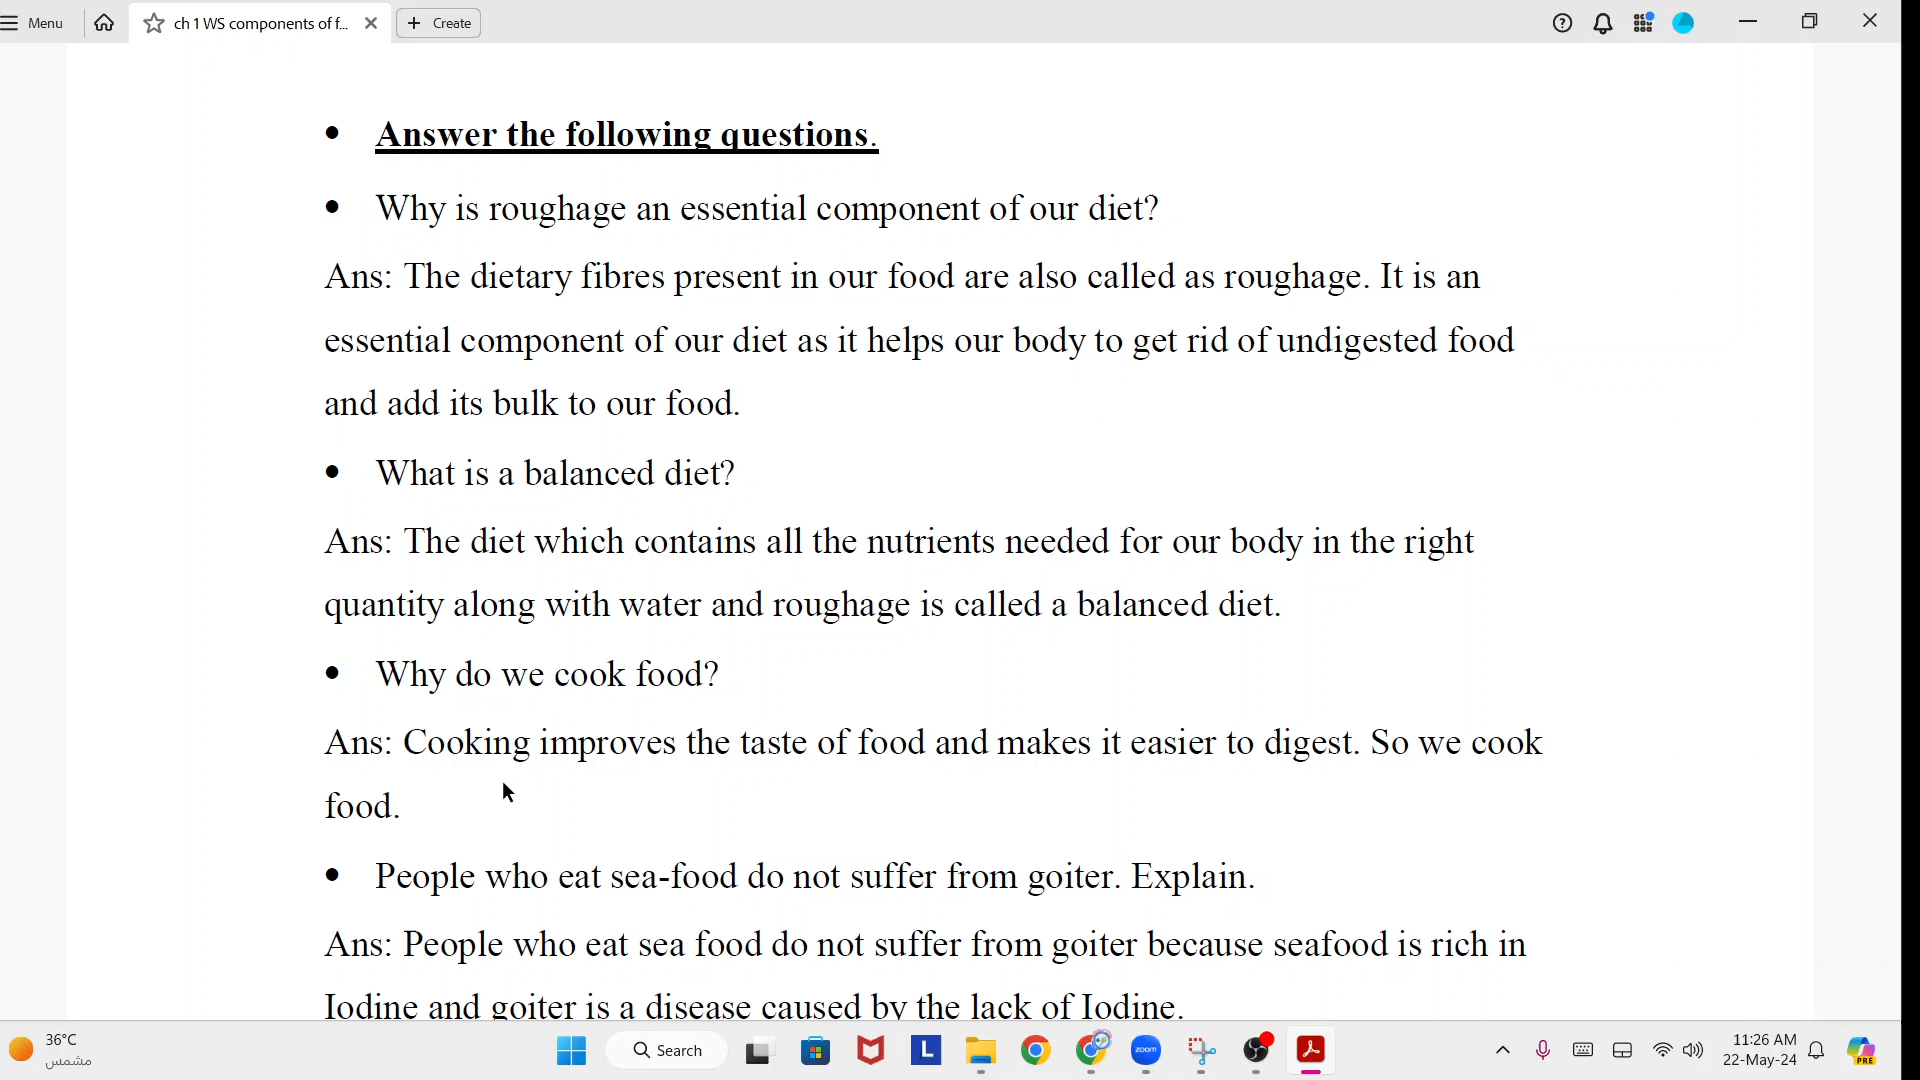 Menu
ch 1 WS components of f...
Create
Answer the following questions.
Why is roughage an essential component of our diet?
Ans: The dietary fibres present in our food are also called as roughage. It is an
essential component of our diet as it helps our body to get rid of undigested food
and add its bulk to our food.
What is a balanced diet?
Ans: The diet which contains all the nutrients needed for our body in the right
quantity along with water and roughage is called a balanced diet.
Why do we cook food?
Ans: Cooking improves the taste of food and makes it easier to digest. So we cook
food.
People who eat sea-food do not suffer from goiter. Explain.
Ans: People who eat sea food do not suffer from goiter because seafood is rich in
Iodine and goiter is a disease caused by the lack of Iodine.
36°C
مشمس
Search
L
zoom
11:26 AM
22-May-24
PRE